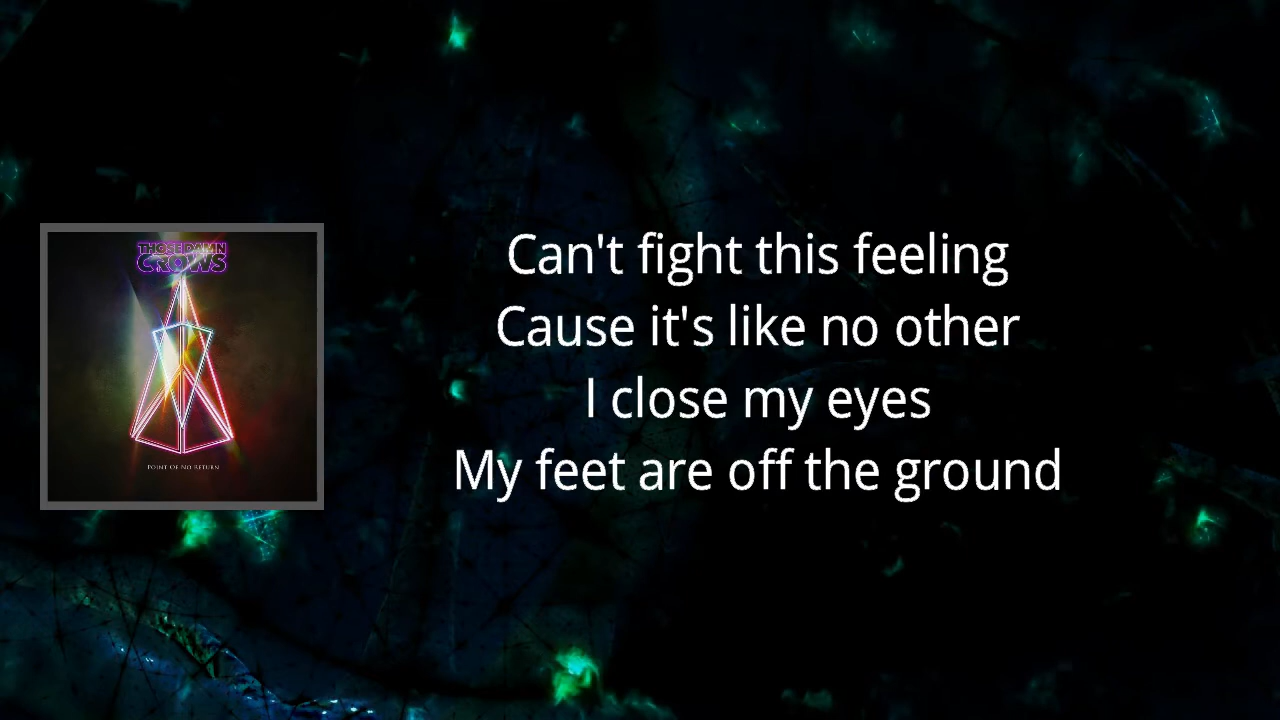 THOSE DAMN
CROWS
POINT OF NO RETURN
Can't fight this feeling
Cause it's like no other
I close my eyes
My feet are off the ground